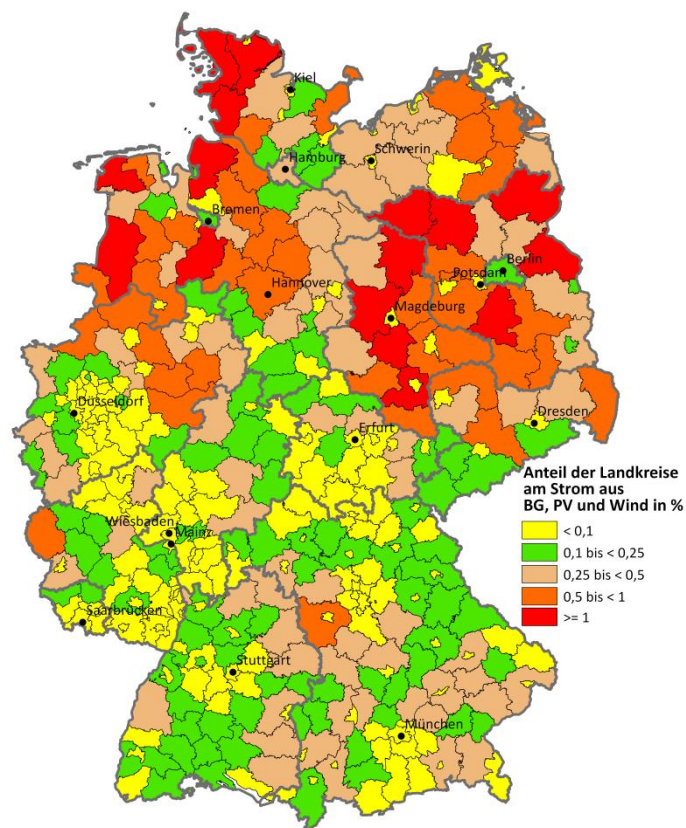 Kiel
Schwerin
Hamburg
Bremen
Berlin
Potsdam
Hannover
Magdeburg
Düsseldorf
Dresden
Erfurt
Anteil der Landkreise
am Strom aus
BG, PV und Wind in %
< 0,1
0,1 bis < 0,25
0,25 bis < 0,5
0,5 bis < 1
>= 1
Wiesbaden
Mainz
Saarbrücken
Stuttgart
München